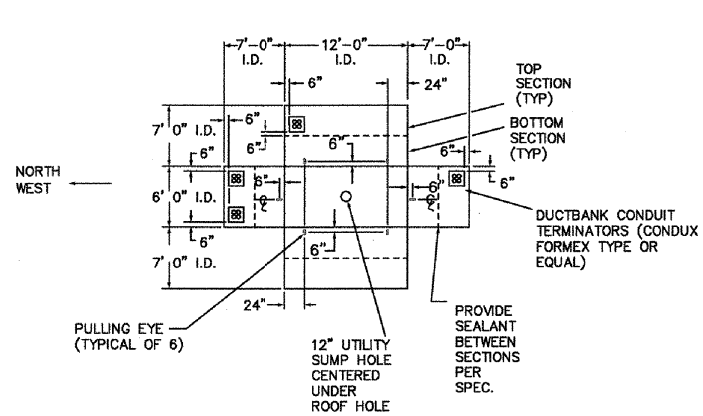 7'-0" 12'-0" 7'-0"
I.D. I.D. I.D.
6" 24"
TOP
SECTION
(TYP)
BOTTOM
SECTION
(TYP)
7' 0" I.D.
6"
6"
6"
6"
6"
6"
NORTH
WEST
6' 0" I.D.
6"
℄
6"
℄
6"
DUCTBANK CONDUIT
TERMINATORS (CONDUX
FORMEX TYPE OR
EQUAL)
6"
6"
7' 0" I.D.
24"
PULLING EYE
(TYPICAL OF 6)
12" UTILITY
SUMP HOLE
CENTERED
UNDER
ROOF HOLE
PROVIDE
SEALANT
BETWEEN
SECTIONS
PER
SPEC.